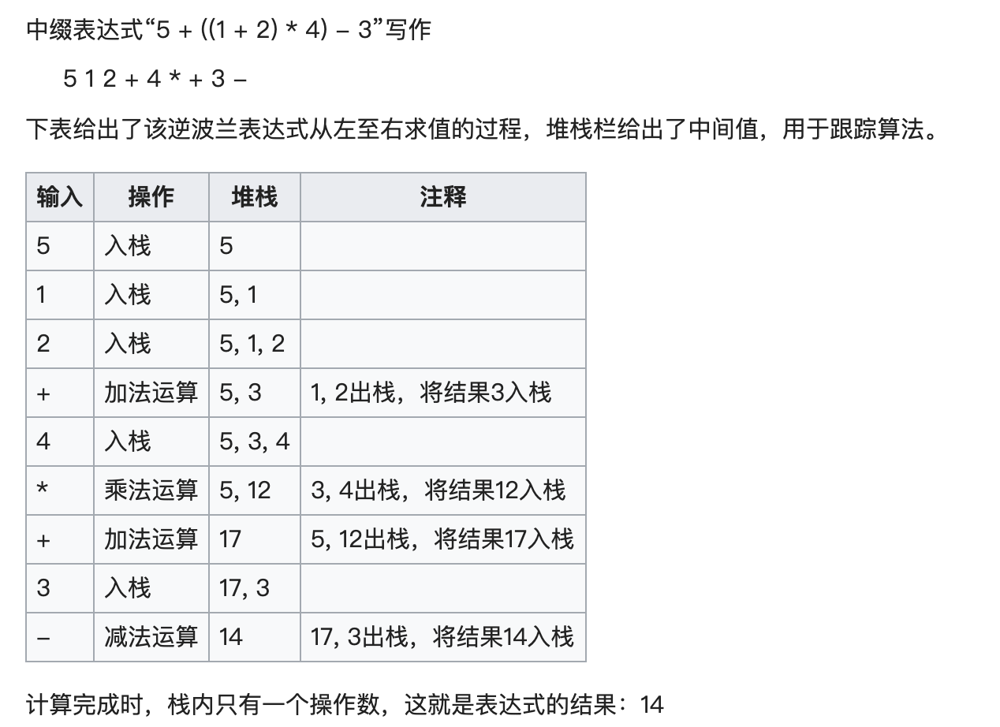 中缀表达式“5 + ((1 + 2) * 4) − 3”写作
5 1 2 + 4 * + 3 −
下表给出了该逆波兰表达式从左至右求值的过程，堆栈栏给出了中间值，用于跟踪算法。
输入 操作 堆栈 注释
5 入栈 5
1 入栈 5, 1
2 入栈 5, 1, 2
+ 加法运算 5, 3 1, 2出栈，将结果3入栈
4 入栈 5, 3, 4
* 乘法运算 5, 12 3, 4出栈，将结果12入栈
+ 加法运算 17 5, 12出栈，将结果17入栈
3 入栈 17, 3
− 减法运算 14 17, 3出栈，将结果14入栈
计算完成时，栈内只有一个操作数，这就是表达式的结果：14